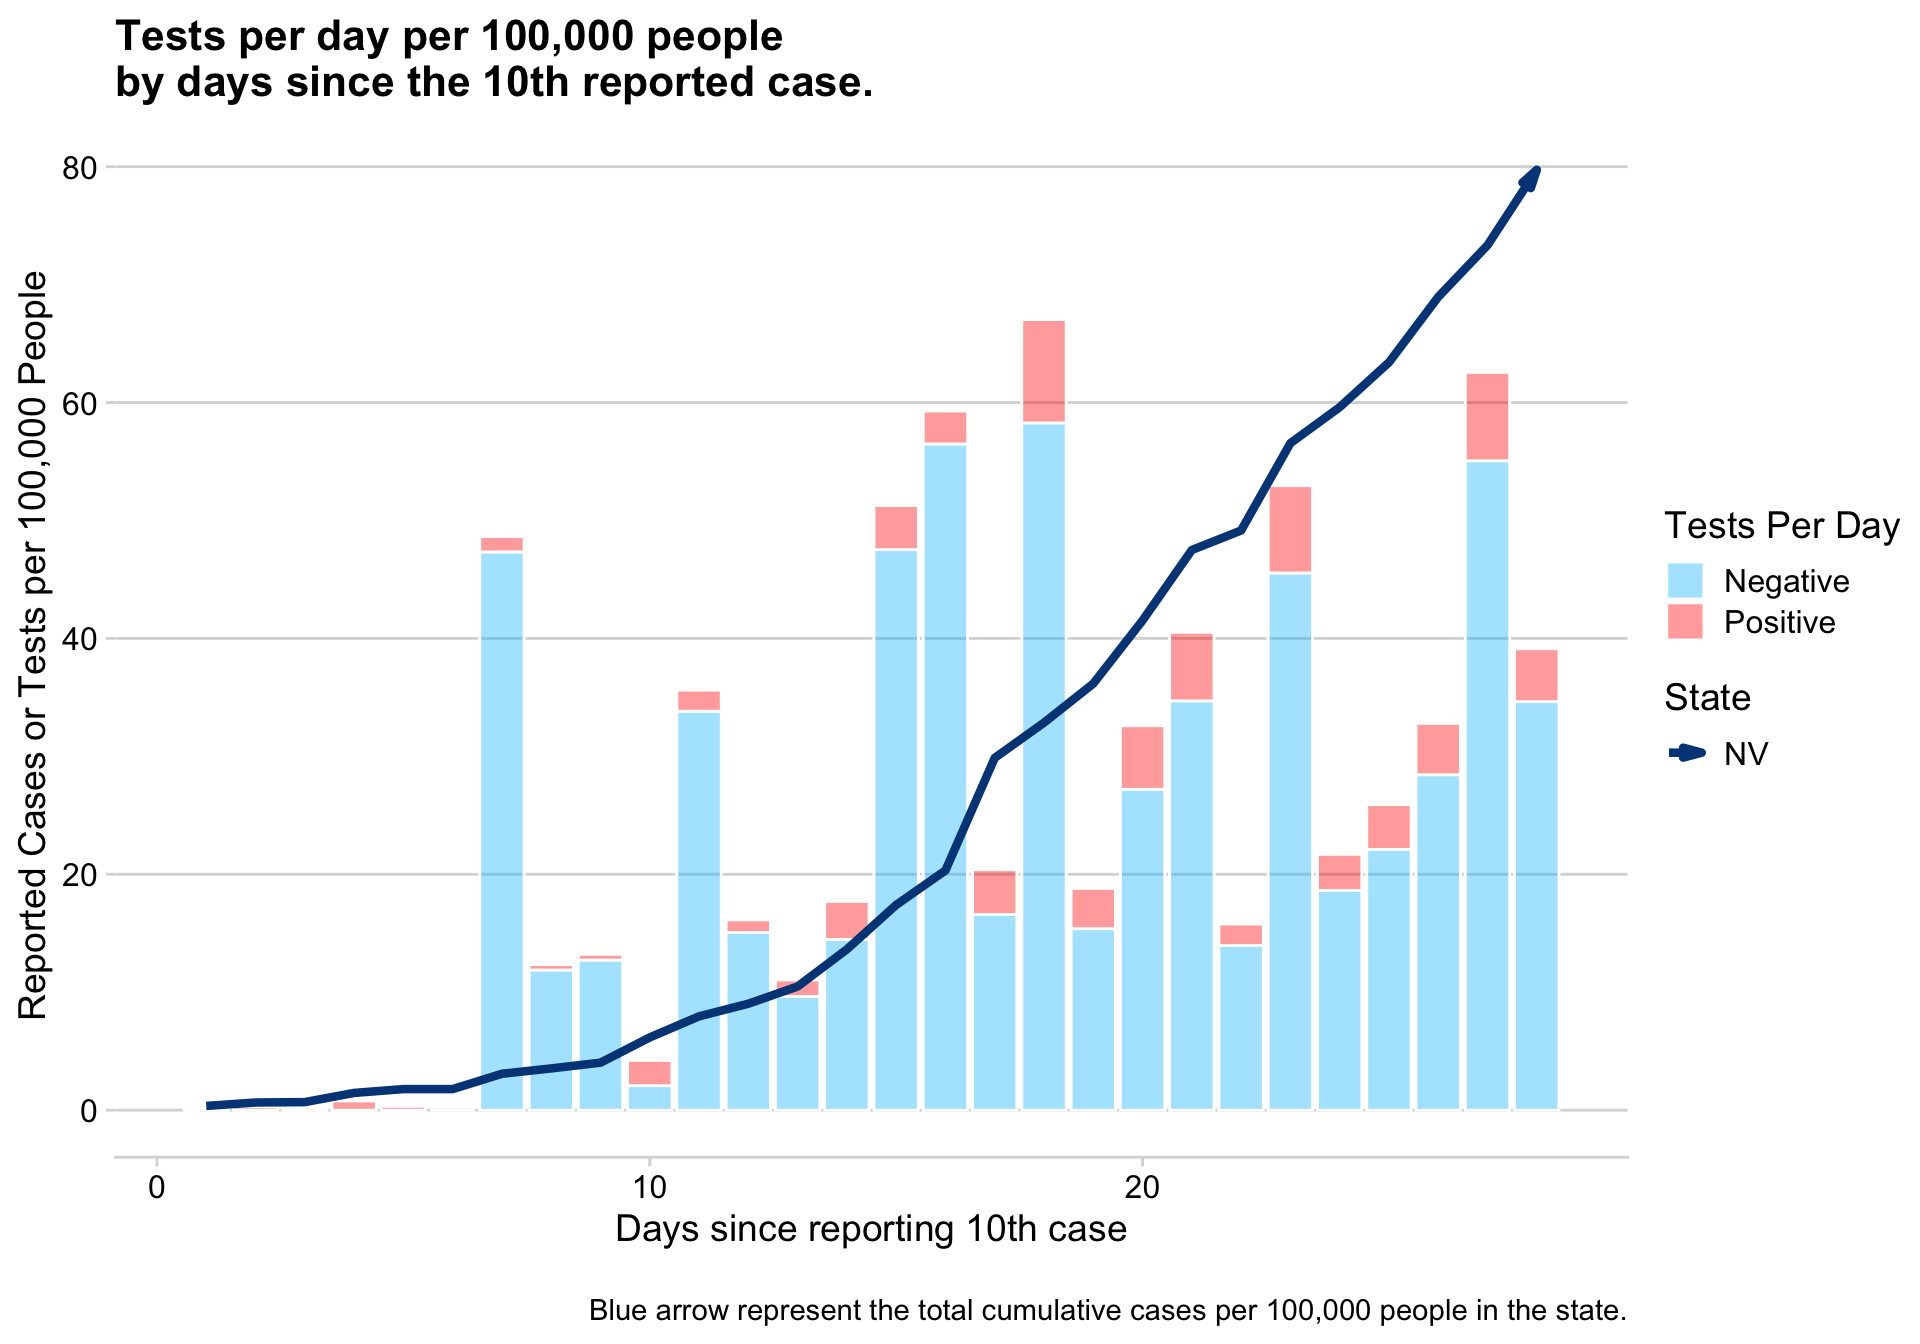 Tests per day per 100,000 people
by days since the 10th reported case.
Reported Cases or Tests per 100,000 People
80
60
40
20
0
0 10 20
Days since reporting 10th case
Tests Per Day
Negative
Positive
State
NV
Blue arrow represent the total cumulative cases per 100,000 people in the state.